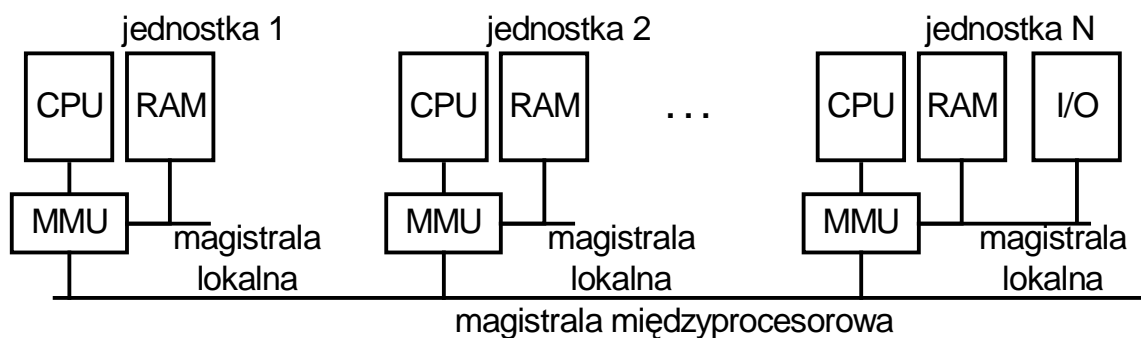 jednostka 1
jednostka 2
jednostka N
CPU RAM
CPU RAM
...
CPU RAM I/O
MMU
MMU
MMU
magistrala
lokalna
magistrala
lokalna
magistrala
lokalna
magistrala międzyprocesorowa